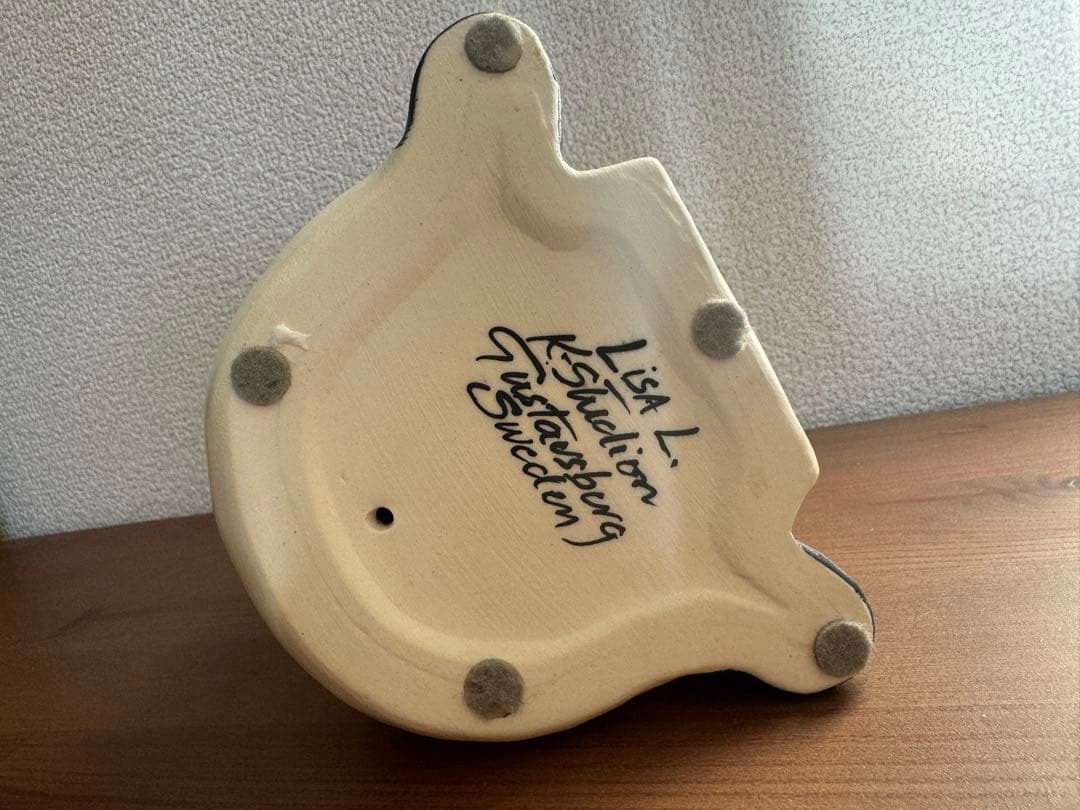 LISA L.
K-Studion
Gustavsberg
Sweden